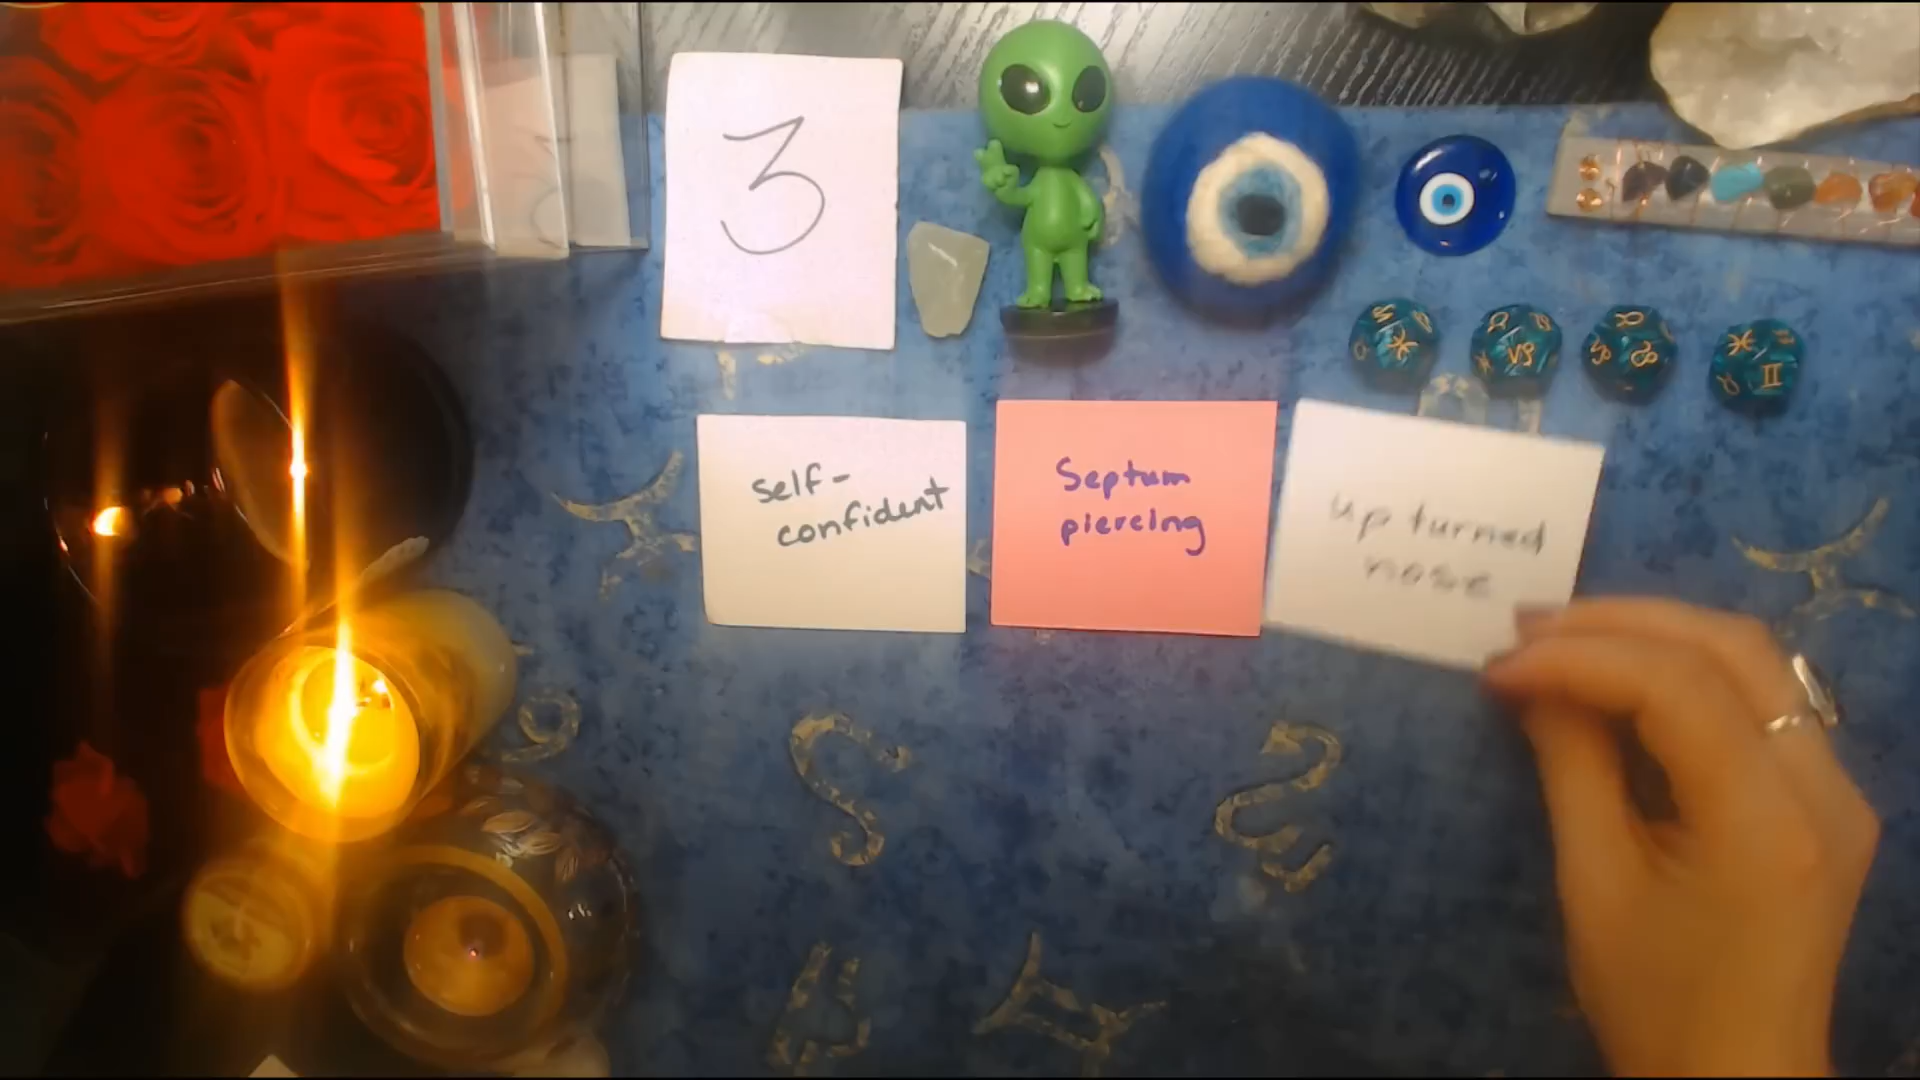 3
self-
confident
Septum
piercing
up turned
nose